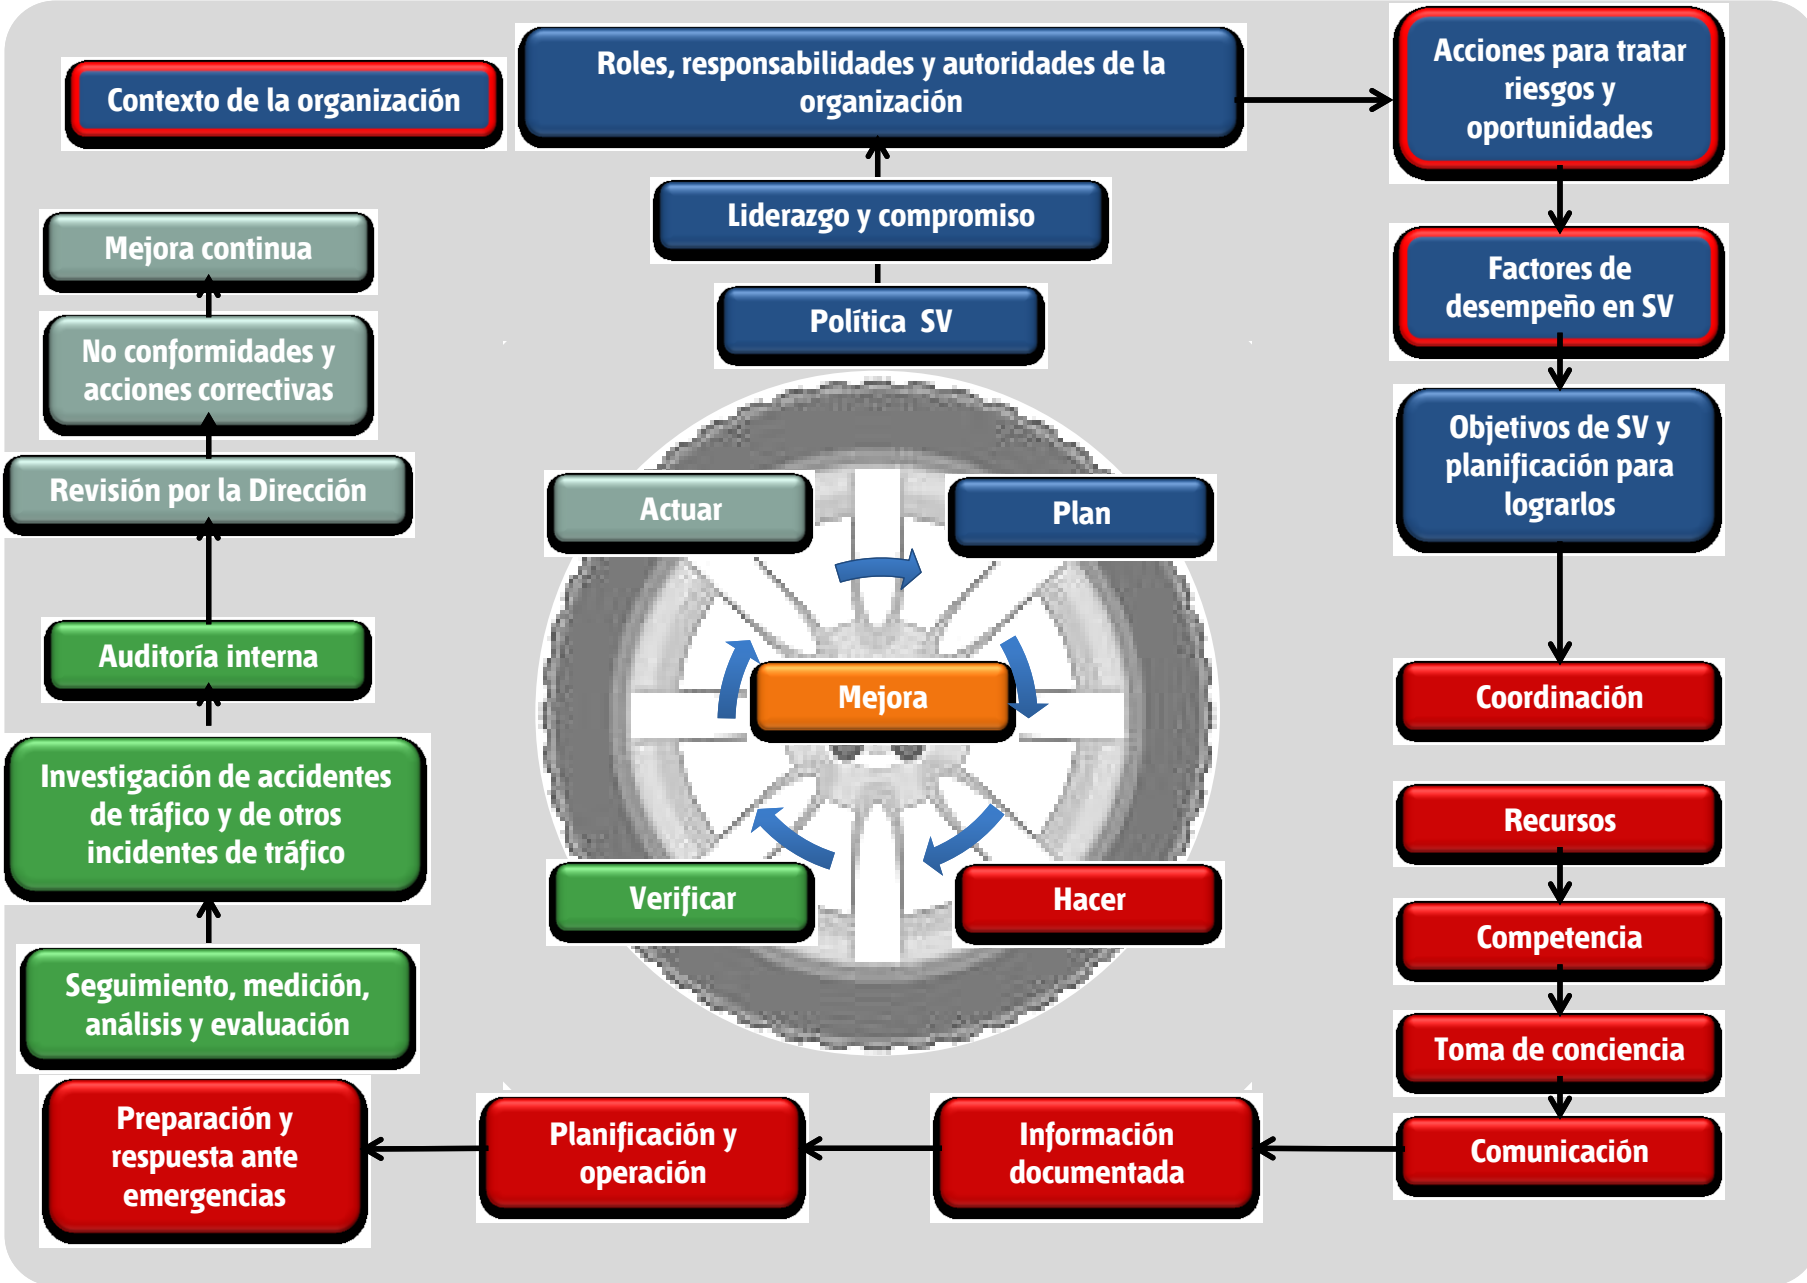 Contexto de la organización
Roles, responsabilidades y autoridades de la
organización
Acciones para tratar
riesgos y
oportunidades
Liderazgo y compromiso
Política SV
Factores de
desempeño en SV
Objetivos de SV y
planificación para
lograrlos
Coordinación
Recursos
Competencia
Toma de conciencia
Comunicación
Información
documentada
Planificación y
operación
Preparación y
respuesta ante
emergencias
Seguimiento, medición,
análisis y evaluación
Investigación de accidentes
de tráfico y de otros
incidentes de tráfico
Auditoría interna
Revisión por la Dirección
No conformidades y
acciones correctivas
Mejora continua
Actuar
Plan
Mejora
Verificar
Hacer